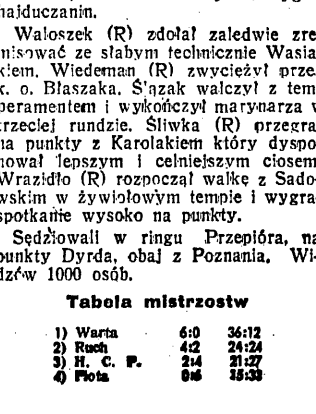 najduczanin.
Waloszek (R) zdołał zaledwie zre
nisować ze słabym technicznie Wasia
kiem. Wiedeman (R) zwyciężył prze
k. o. Błaszaka. Ślązak walczył z tem
peramentem i wykończył marynarza w
trzeciej rundzie. Śliwka (R) przegra
na punkty z Karolakiem który dyspo
nował lepszym i celniejszym ciosem
Wrazidło (R) rozpoczął walkę z Sado
wskim w żywiołowym tempie i wygra
spotkanie wysoko na punkty.
Sędziowali w ringu Przepióra, na
punkty Dyrda, obaj z Poznania. Wi-
dzów 1000 osób.
Tabela mistrzostw
1) Warta 6:0 36:12
2) Ruch 4:2 24:24
3) H. C. P. 2:4 21:27
4) Flota 0:6